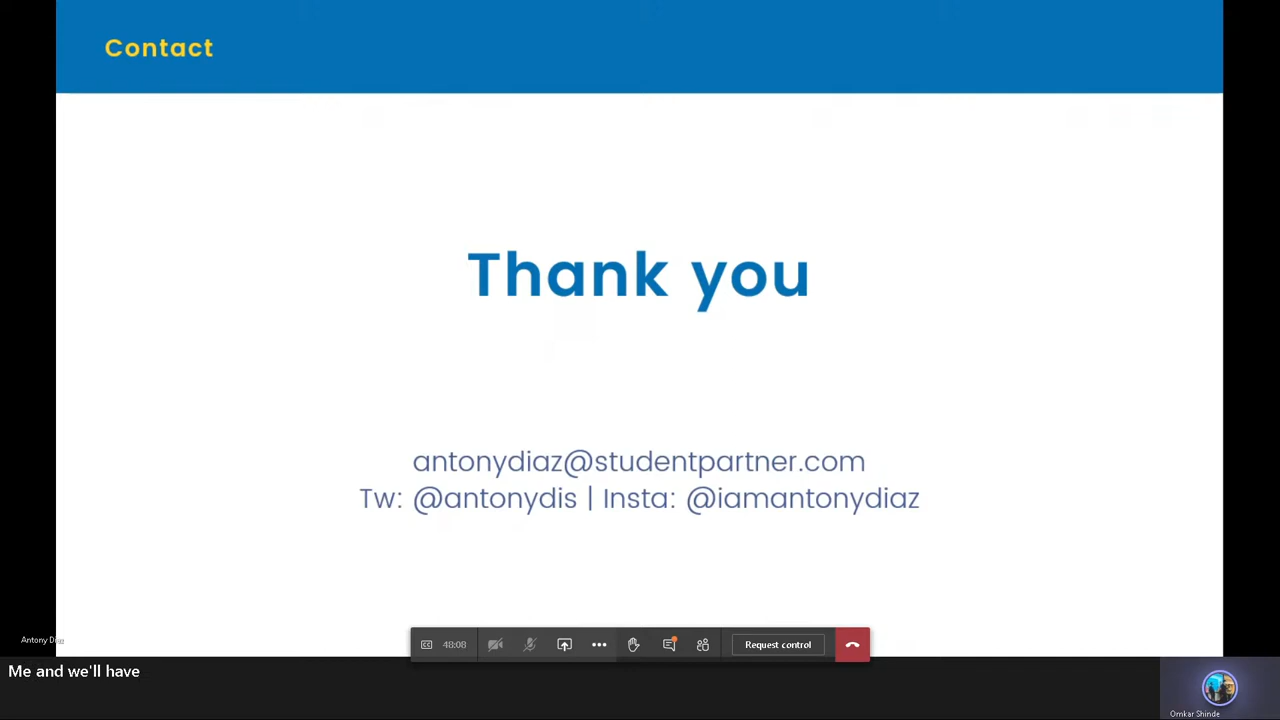 Contact
Thank you
antonydiaz@studentpartner.com
Tw: @antonydis | Insta: @iamantonydiaz
Antony Diaz
48:08
Request control
Me and we'll have
Omkar Shinde